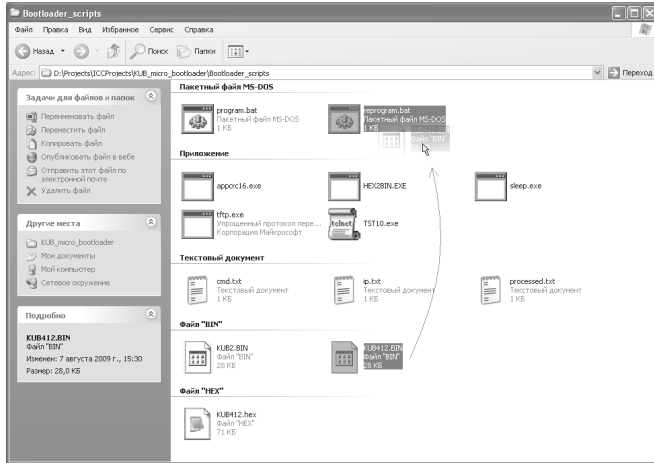 Bootloader_scripts
Файл Правка Вид Избранное Сервис Справка
Назад Поиск Папки
Адрес: D:\Projects\ICCProjects\KUB_micro_bootloader\Bootloader_scripts Переход
Задачи для файлов и папок
Переименовать файл
Переместить файл
Копировать файл
Опубликовать файл в вебе
Отправить этот файл по
электронной почте
Удалить файл
Другие места
KUB_micro_bootloader
Мои документы
Мой компьютер
Сетевое окружение
Подробно
KUB412.BIN
Файл "BIN"
Изменен: 7 августа 2009 г., 15:30
Размер: 28,0 КБ
Пакетный файл MS-DOS
program.bat
Пакетный файл MS-DOS
1 КБ
reprogram.bat
Пакетный файл MS-DOS
1 КБ
Файл "BIN"
Приложение
appcrc16.exe
HEX2BIN.EXE
sleep.exe
tftp.exe
Упрощенный протокол пере...
Корпорация Майкрософт
telnet
TST10.exe
Текстовый документ
cmd.txt
Текстовый документ
1 КБ
ip.txt
Текстовый документ
1 КБ
processed.txt
Текстовый документ
1 КБ
Файл "BIN"
KUB2.BIN
Файл "BIN"
28 КБ
KUB412.BIN
Файл "BIN"
28 КБ
Файл "HEX"
KUB412.hex
Файл "HEX"
71 КБ